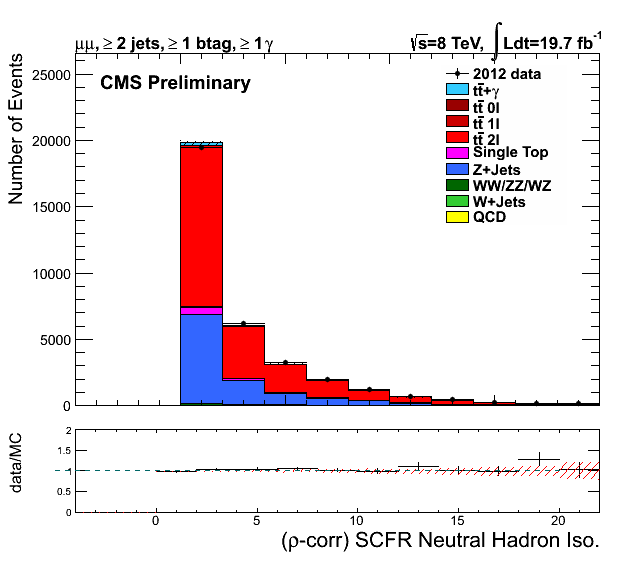 μμ, ≥ 2 jets, ≥ 1 btag, ≥ 1 γ
√s=8 TeV, ∫Ldt=19.7 fb⁻¹
Number of Events
CMS Preliminary
25000
20000
15000
10000
5000
0
2012 data
tt̄+γ
tt̄ 0l
tt̄ 1l
tt̄ 2l
Single Top
Z+Jets
WW/ZZ/WZ
W+Jets
QCD
data/MC
2
1.5
1
0.5
0
0 5 10 15 20
(ρ-corr) SCFR Neutral Hadron Iso.